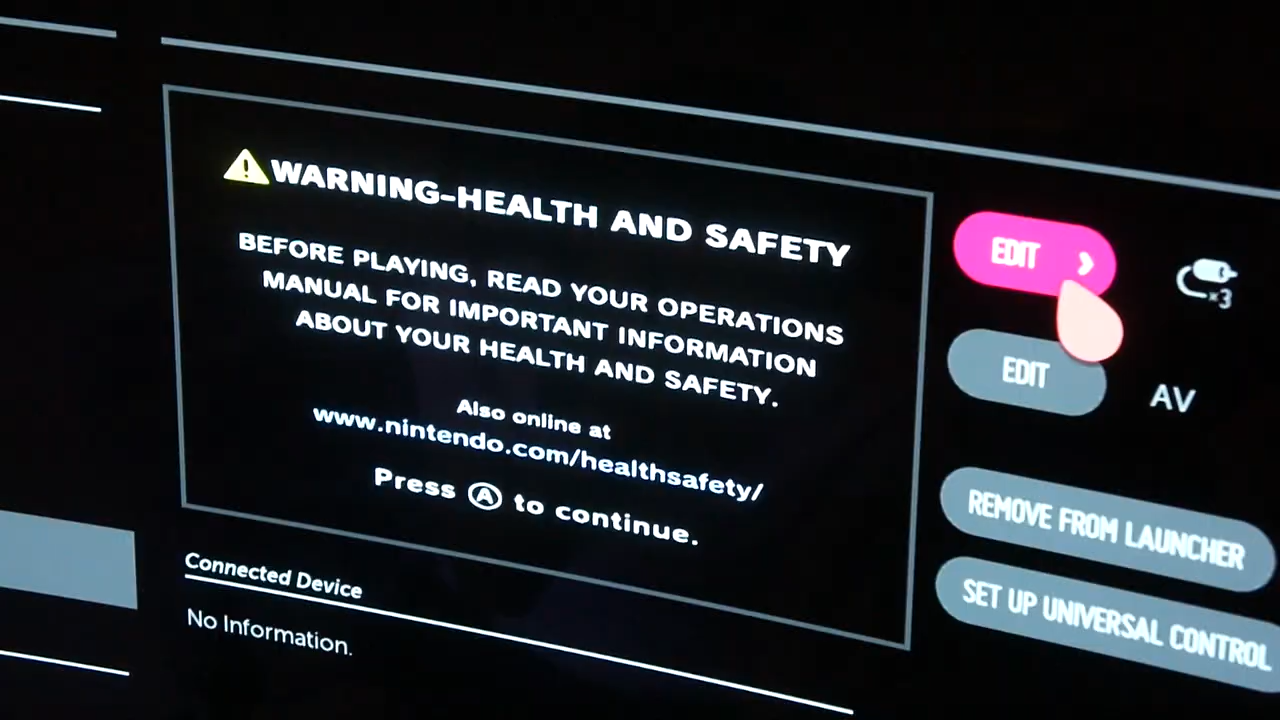 WARNING-HEALTH AND SAFETY
BEFORE PLAYING, READ YOUR OPERATIONS
MANUAL FOR IMPORTANT INFORMATION
ABOUT YOUR HEALTH AND SAFETY.
Also online at
www.nintendo.com/healthsafety/
Press A to continue.
Connected Device
No Information.
EDIT
×3
EDIT
AV
REMOVE FROM LAUNCHER
SET UP UNIVERSAL CONTROL